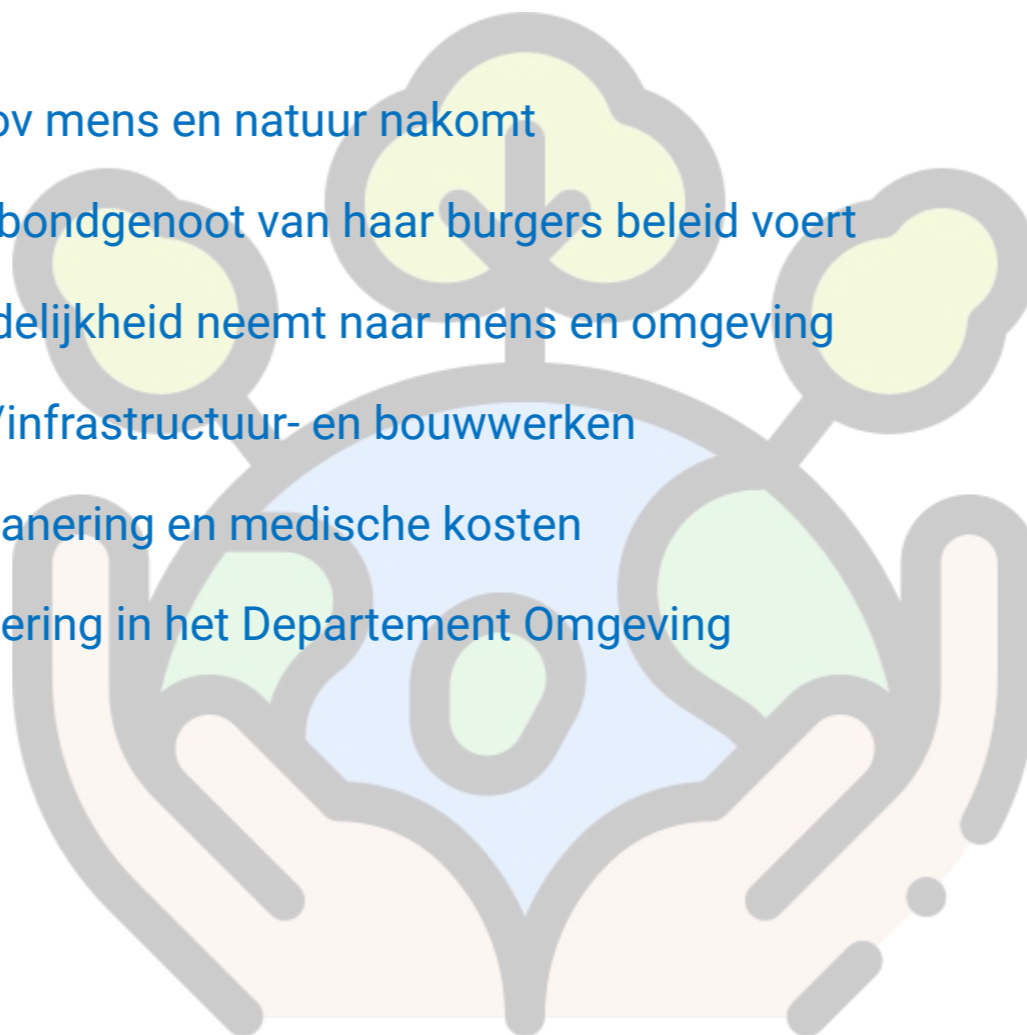 ov mens en natuur nakomt
bondgenoot van haar burgers beleid voert
delijkheid neemt naar mens en omgeving
/infrastructuur- en bouwwerken
anering en medische kosten
ering in het Departement Omgeving